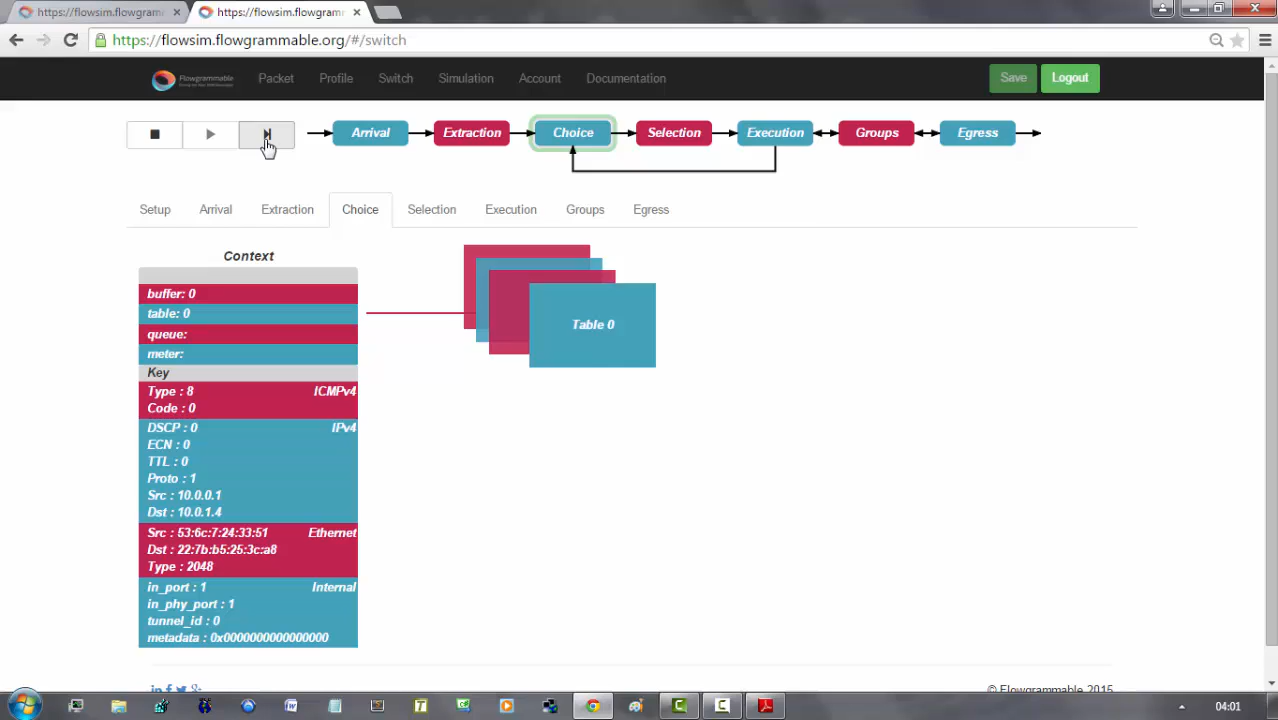 https://flowsim.flowgramm
https://flowsim.flowgramm
https://flowsim.flowgrammable.org/#/switch
Flowgrammable Packet Profile Switch Simulation Account Documentation Save Logout
Arrival Extraction Choice Selection Execution Groups Egress
Setup Arrival Extraction Choice Selection Execution Groups Egress
Context
buffer: 0
table: 0
queue:
meter:
Key
Type : 8 ICMPv4
Code : 0
DSCP : 0 IPv4
ECN : 0
TTL : 0
Proto : 1
Src : 10.0.0.1
Dst : 10.0.1.4
Src : 53:6c:7:24:33:51 Ethernet
Dst : 22:7b:b5:25:3c:a8
Type : 2048
in_port : 1 Internal
in_phy_port : 1
tunnel_id : 0
metadata : 0x0000000000000000
Table 0
© Flowgrammable 2015
04:01